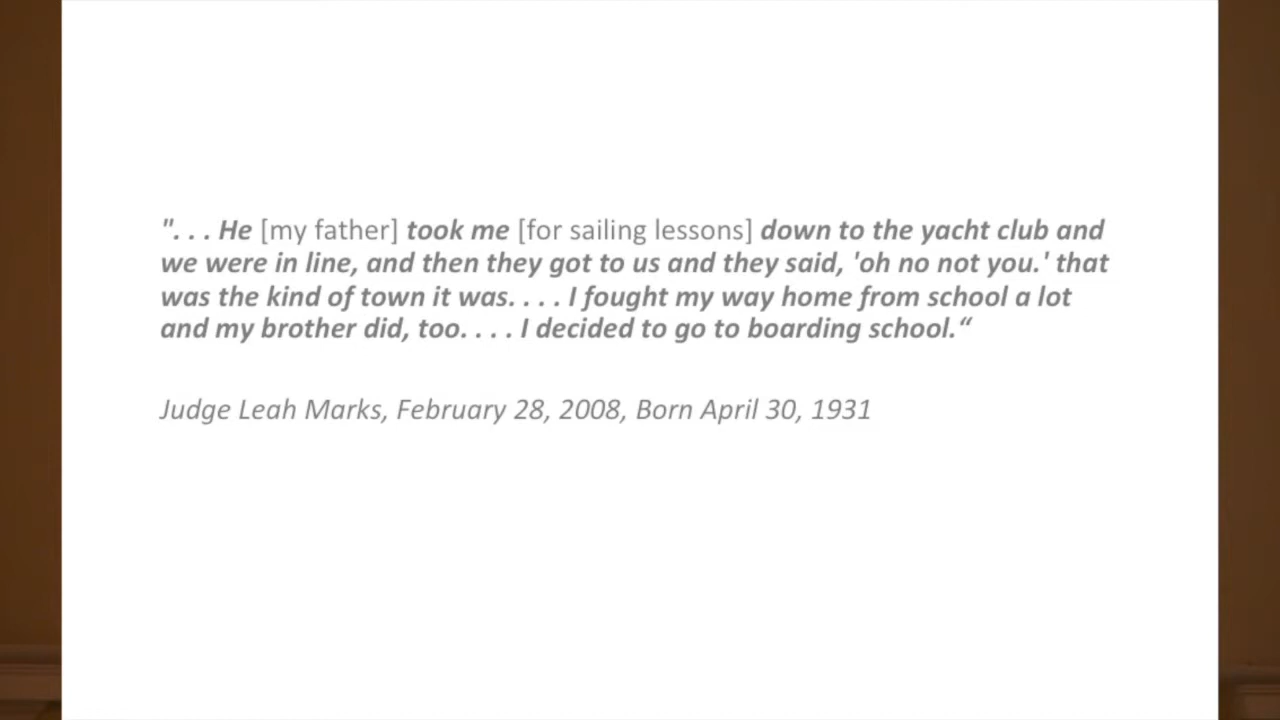 ". . . He [my father] took me [for sailing lessons] down to the yacht club and
we were in line, and then they got to us and they said, 'oh no not you.' that
was the kind of town it was. . . . I fought my way home from school a lot
and my brother did, too. . . . I decided to go to boarding school.“
Judge Leah Marks, February 28, 2008, Born April 30, 1931